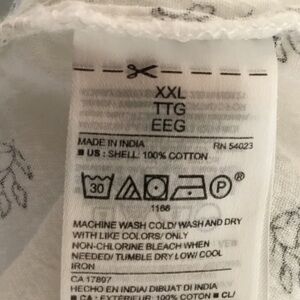 XXL
TTG
EEG
MADE IN INDIA RN 54023
■ US : SHELL: 100% COTTON
30 P ®
1166
MACHINE WASH COLD/ WASH AND DRY
WITH LIKE COLORS/ ONLY
NON-CHLORINE BLEACH WHEN
NEEDED/ TUMBLE DRY LOW/ COOL
IRON
CA 17897
HECHO EN INDIA/ DIBUAT DI INDIA
■ CA : EXTÉRIEUR: 100% COTON ■ CL/